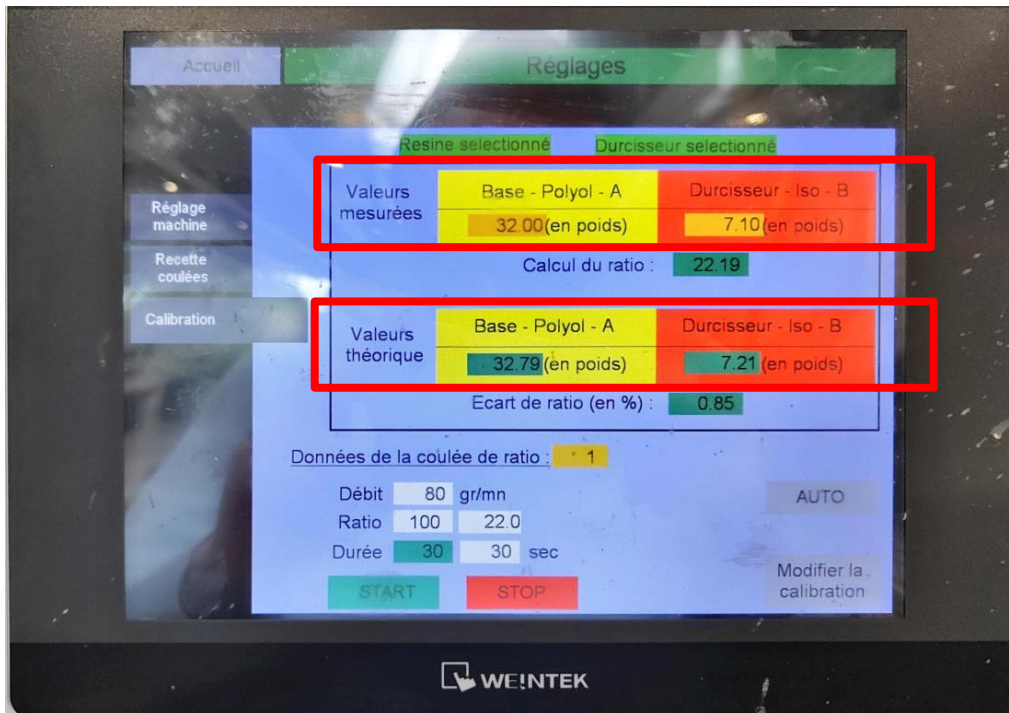 Accueil
Réglages
Resine selectionné
Durcisseur selectionné
Réglage
machine
Recette
coulées
Calibration
Valeurs
mesurées
Base - Polyol - A
Durcisseur - Iso - B
32.00(en poids)
7.10(en poids)
Calcul du ratio : 22.19
Valeurs
théorique
Base - Polyol - A
Durcisseur - Iso - B
32.79(en poids)
7.21(en poids)
Ecart de ratio (en %) : 0.85
Données de la coulée de ratio : 1
Débit 80 gr/mn
Ratio 100 22.0
Durée 30 30 sec
START
STOP
AUTO
Modifier la
calibration
WE!NTEK